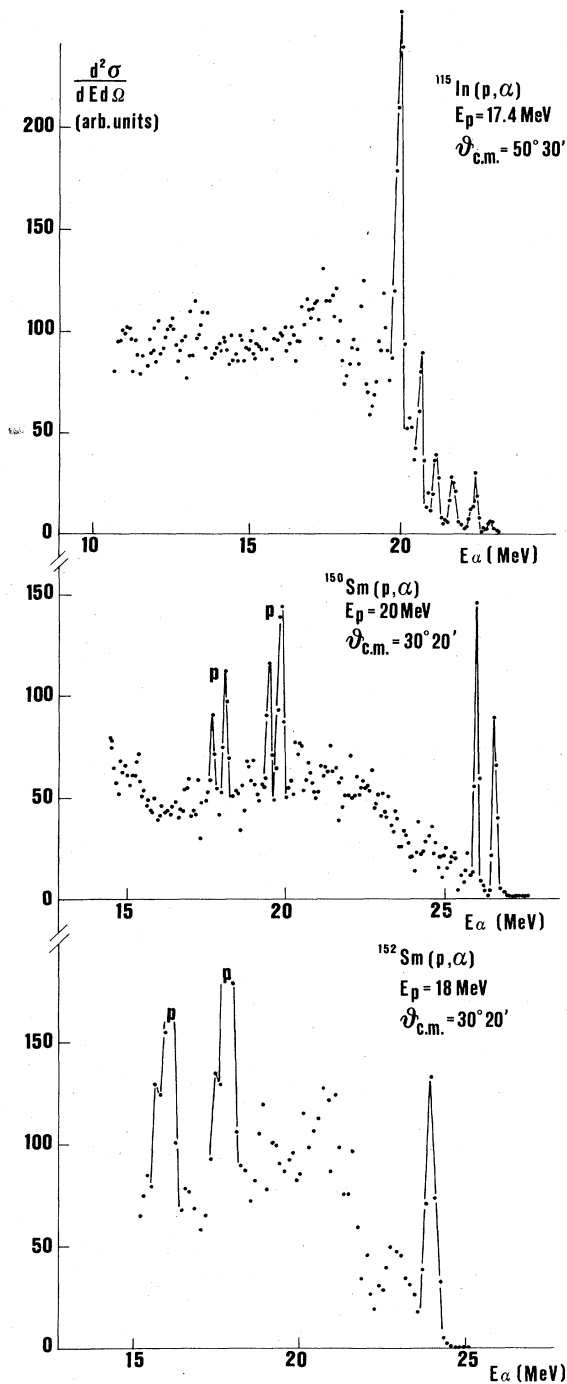 d²σ
dEdΩ
(arb.units)
¹¹⁵In(p,α)
Eₚ=17.4 MeV
ϑc.m.=50°30′
200
150
100
50
0
10
15
20
Eα(MeV)
¹⁵⁰Sm(p,α)
Eₚ=20MeV
ϑc.m.=30°20′
150
100
50
0
p
p
15
20
25
Eα(MeV)
¹⁵²Sm(p,α)
Eₚ=18 MeV
ϑc.m.=30°20′
150
100
50
0
p
p
15
20
25
Eα(MeV)